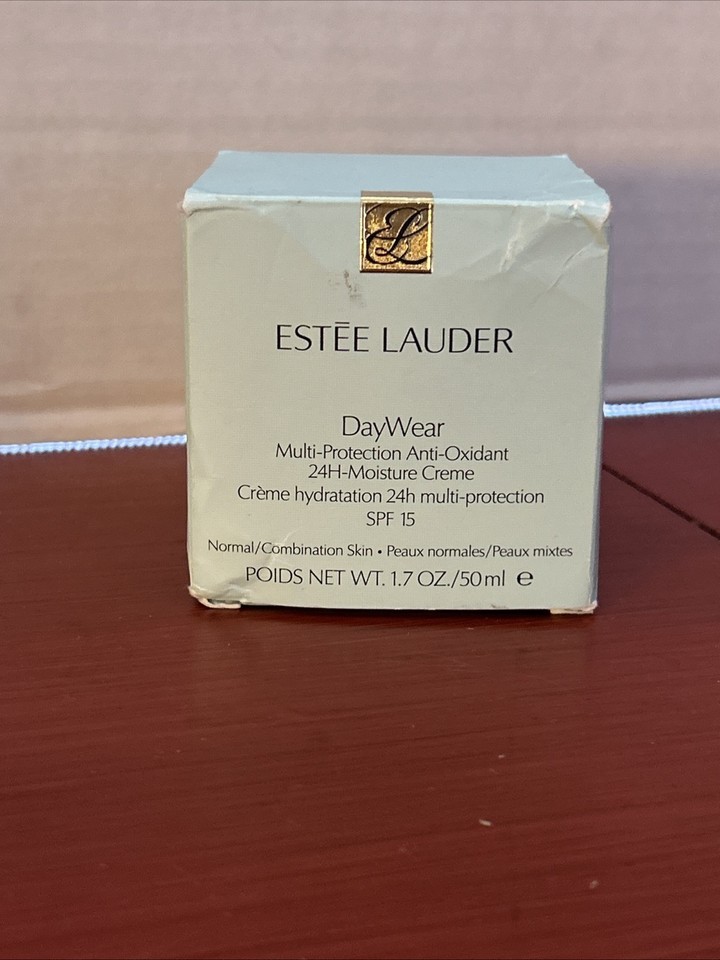 EL
ESTĒE LAUDER
DayWear
Multi-Protection Anti-Oxidant
24H-Moisture Creme
Crème hydratation 24h multi-protection
SPF 15
Normal/Combination Skin • Peaux normales/Peaux mixtes
POIDS NET WT. 1.7 OZ./50 ml ℮